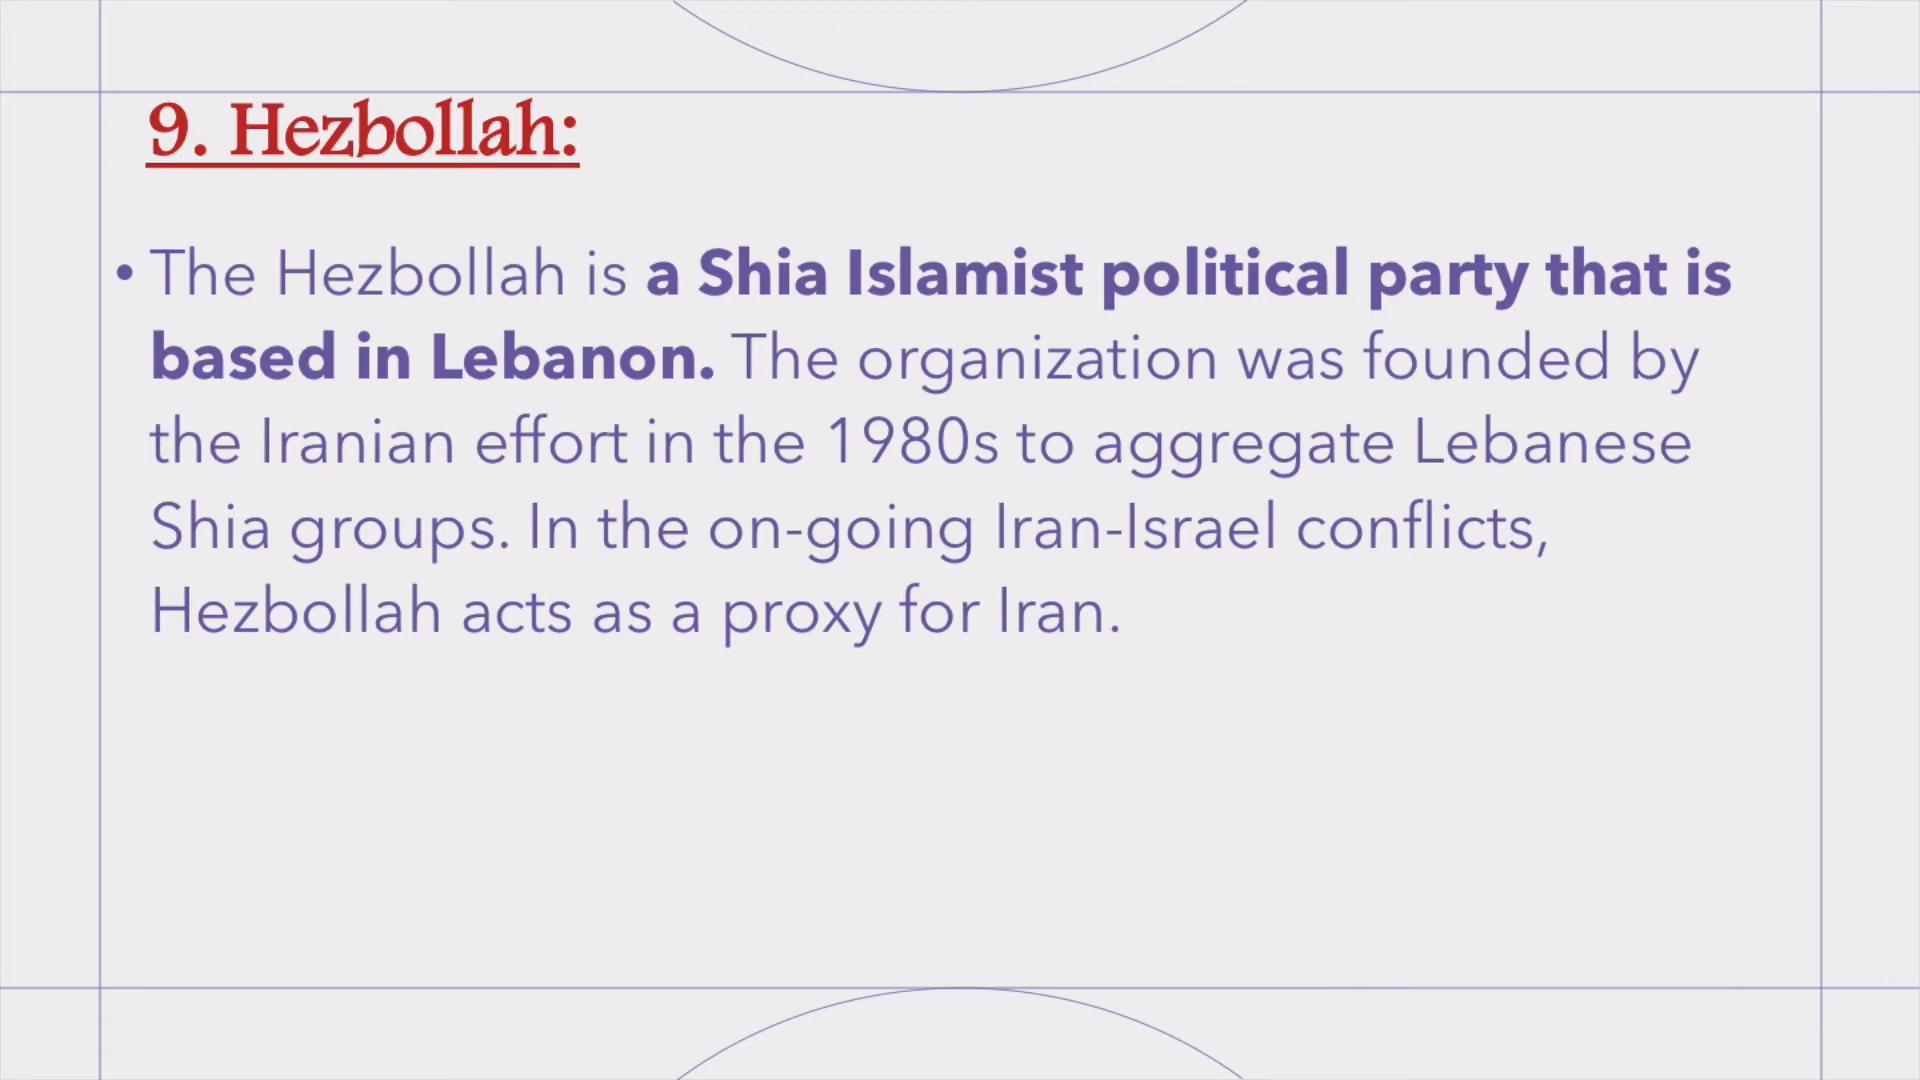 9. Hezbollah:
• The Hezbollah is a Shia Islamist political party that is
based in Lebanon. The organization was founded by
the Iranian effort in the 1980s to aggregate Lebanese
Shia groups. In the on-going Iran-Israel conflicts,
Hezbollah acts as a proxy for Iran.